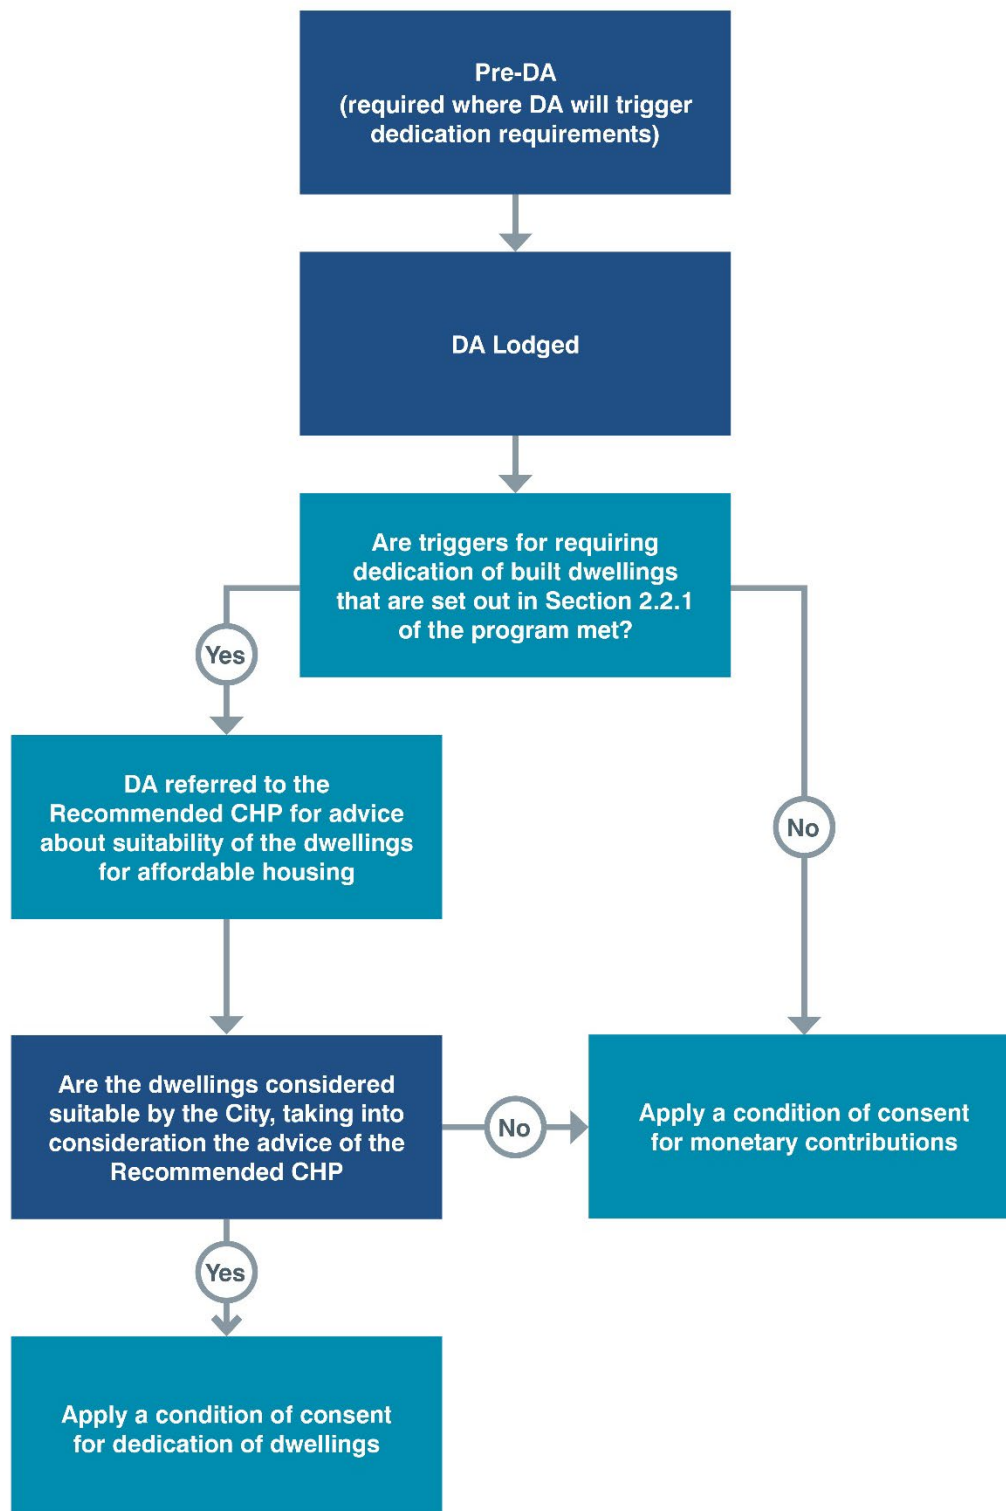 Pre-DA
(required where DA will trigger
dedication requirements)
DA Lodged
Are triggers for requiring
dedication of built dwellings
that are set out in Section 2.2.1
of the program met?
Yes
No
DA referred to the
Recommended CHP for advice
about suitability of the dwellings
for affordable housing
Are the dwellings considered
suitable by the City, taking into
consideration the advice of the
Recommended CHP
No
Apply a condition of consent
for monetary contributions
Yes
Apply a condition of consent
for dedication of dwellings